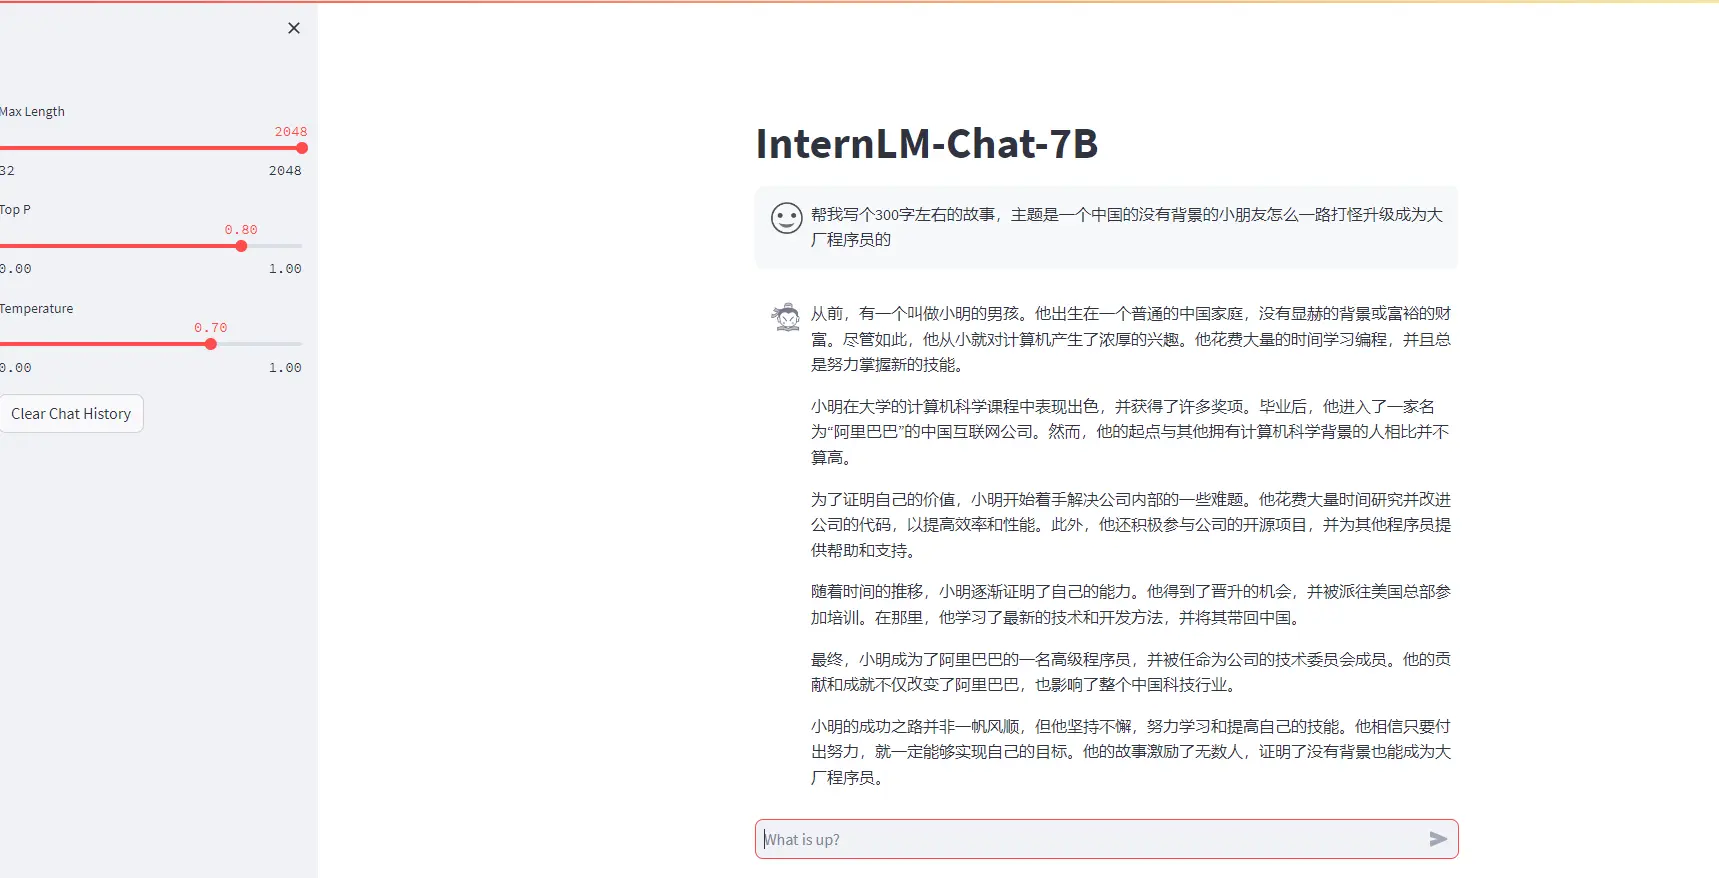 Max Length
2048
32 2048
Top P
0.80
0.00 1.00
Temperature
0.70
0.00 1.00
Clear Chat History
InternLM-Chat-7B
帮我写个300字左右的故事，主题是一个中国的没有背景的小朋友怎么一路打怪升级成为大
厂程序员的
从前，有一个叫做小明的男孩。他出生在一个普通的中国家庭，没有显赫的背景或富裕的财
富。尽管如此，他从小就对计算机产生了浓厚的兴趣。他花费大量的时间学习编程，并且总
是努力掌握新的技能。
小明在大学的计算机科学课程中表现出色，并获得了许多奖项。毕业后，他进入了一家名
为“阿里巴巴”的中国互联网公司。然而，他的起点与其他拥有计算机科学背景的人相比并不
算高。
为了证明自己的价值，小明开始着手解决公司内部的一些难题。他花费大量时间研究并改进
公司的代码，以提高效率和性能。此外，他还积极参与公司的开源项目，并为其他程序员提
供帮助和支持。
随着时间的推移，小明逐渐证明了自己的能力。他得到了晋升的机会，并被派往美国总部参
加培训。在那里，他学习了最新的技术和开发方法，并将其带回中国。
最终，小明成为了阿里巴巴的一名高级程序员，并被任命为公司的技术委员会成员。他的贡
献和成就不仅改变了阿里巴巴，也影响了整个中国科技行业。
小明的成功之路并非一帆风顺，但他坚持不懈，努力学习和提高自己的技能。他相信只要付
出努力，就一定能够实现自己的目标。他的故事激励了无数人，证明了没有背景也能成为大
厂程序员。
What is up?